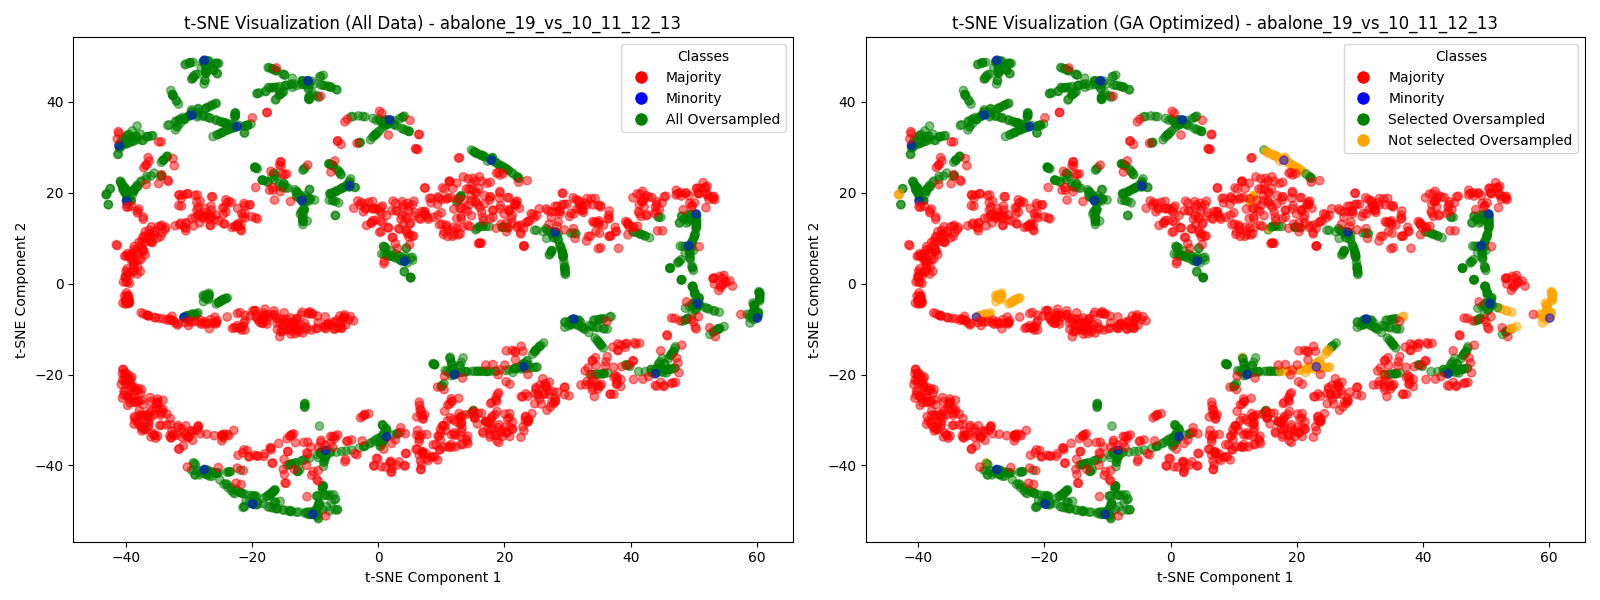 t-SNE Visualization (All Data) - abalone_19_vs_10_11_12_13
Classes
Majority
Minority
All Oversampled
t-SNE Component 2
40
20
0
−20
−40
−40
−20
0
20
40
60
t-SNE Component 1
t-SNE Visualization (GA Optimized) - abalone_19_vs_10_11_12_13
Classes
Majority
Minority
Selected Oversampled
Not selected Oversampled
t-SNE Component 2
40
20
0
−20
−40
−40
−20
0
20
40
60
t-SNE Component 1